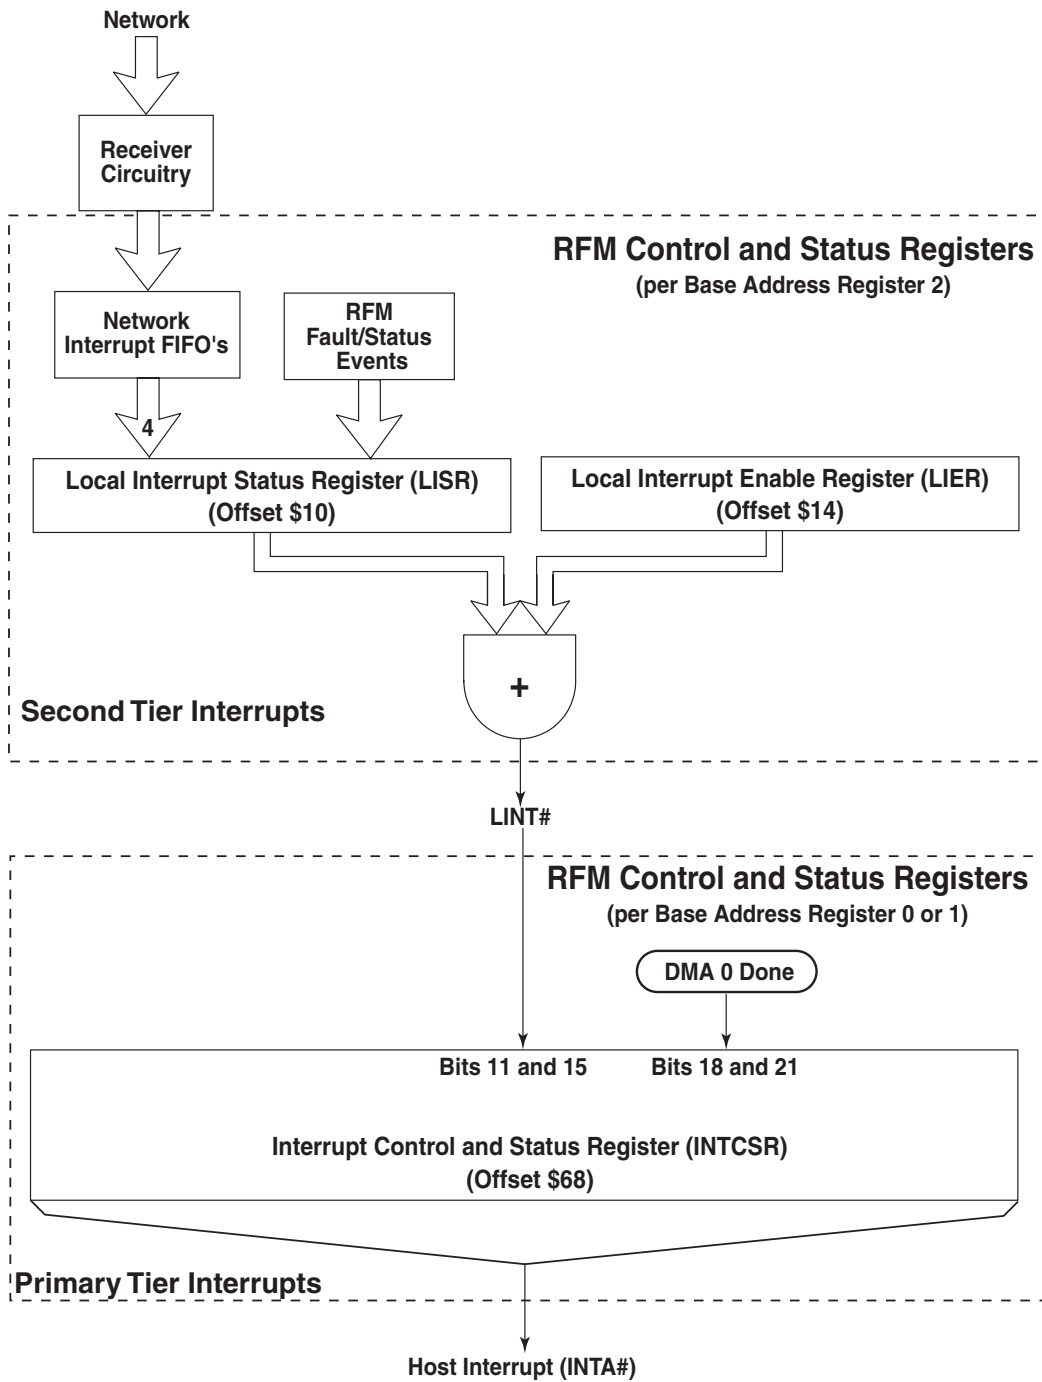 Network
Receiver
Circuitry
RFM Control and Status Registers
(per Base Address Register 2)
Network
Interrupt FIFO's
RFM
Fault/Status
Events
4
Local Interrupt Status Register (LISR)
(Offset $10)
Local Interrupt Enable Register (LIER)
(Offset $14)
+
Second Tier Interrupts
LINT#
RFM Control and Status Registers
(per Base Address Register 0 or 1)
DMA 0 Done
Bits 11 and 15
Bits 18 and 21
Interrupt Control and Status Register (INTCSR)
(Offset $68)
Primary Tier Interrupts
Host Interrupt (INTA#)